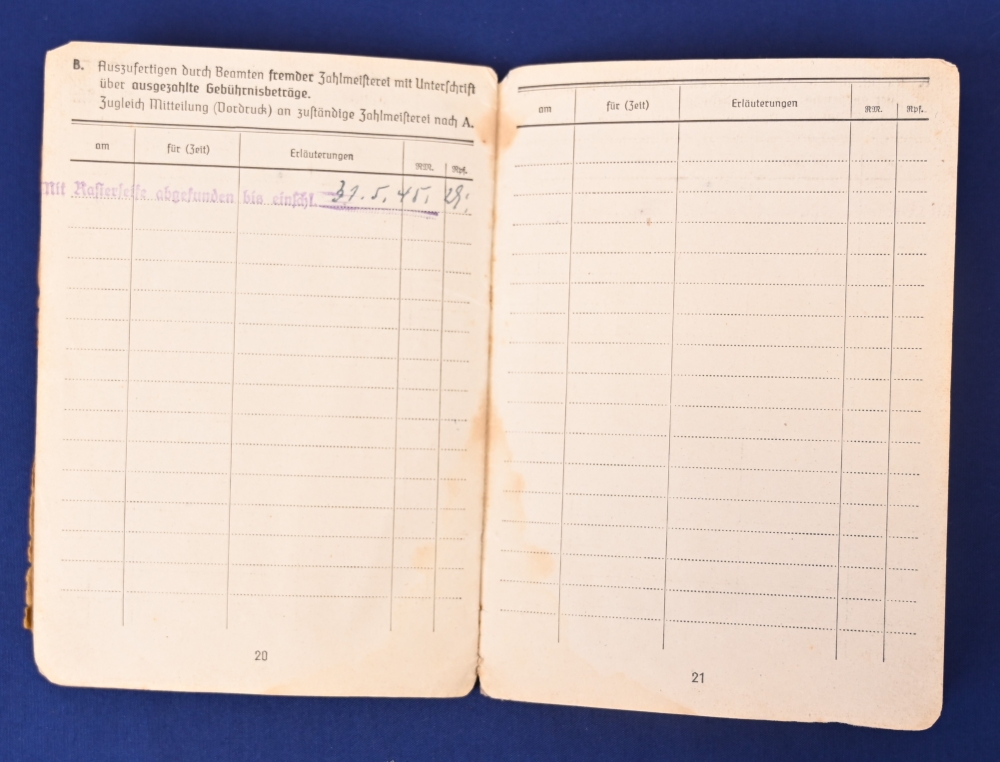 B. Auszufertigen durch Beamten fremder Zahlmeisterei mit Unterschrift
über ausgezahlte Gebührnisbeträge.
Zugleich Mitteilung (Vordruck) an zuständige Zahlmeisterei nach A.
am für (Zeit) Erläuterungen RM. Rpf.
Mit Rasierseife abgefunden bis einschl. 31.5.45.
20
am für (Zeit) Erläuterungen RM. Rpf.
21